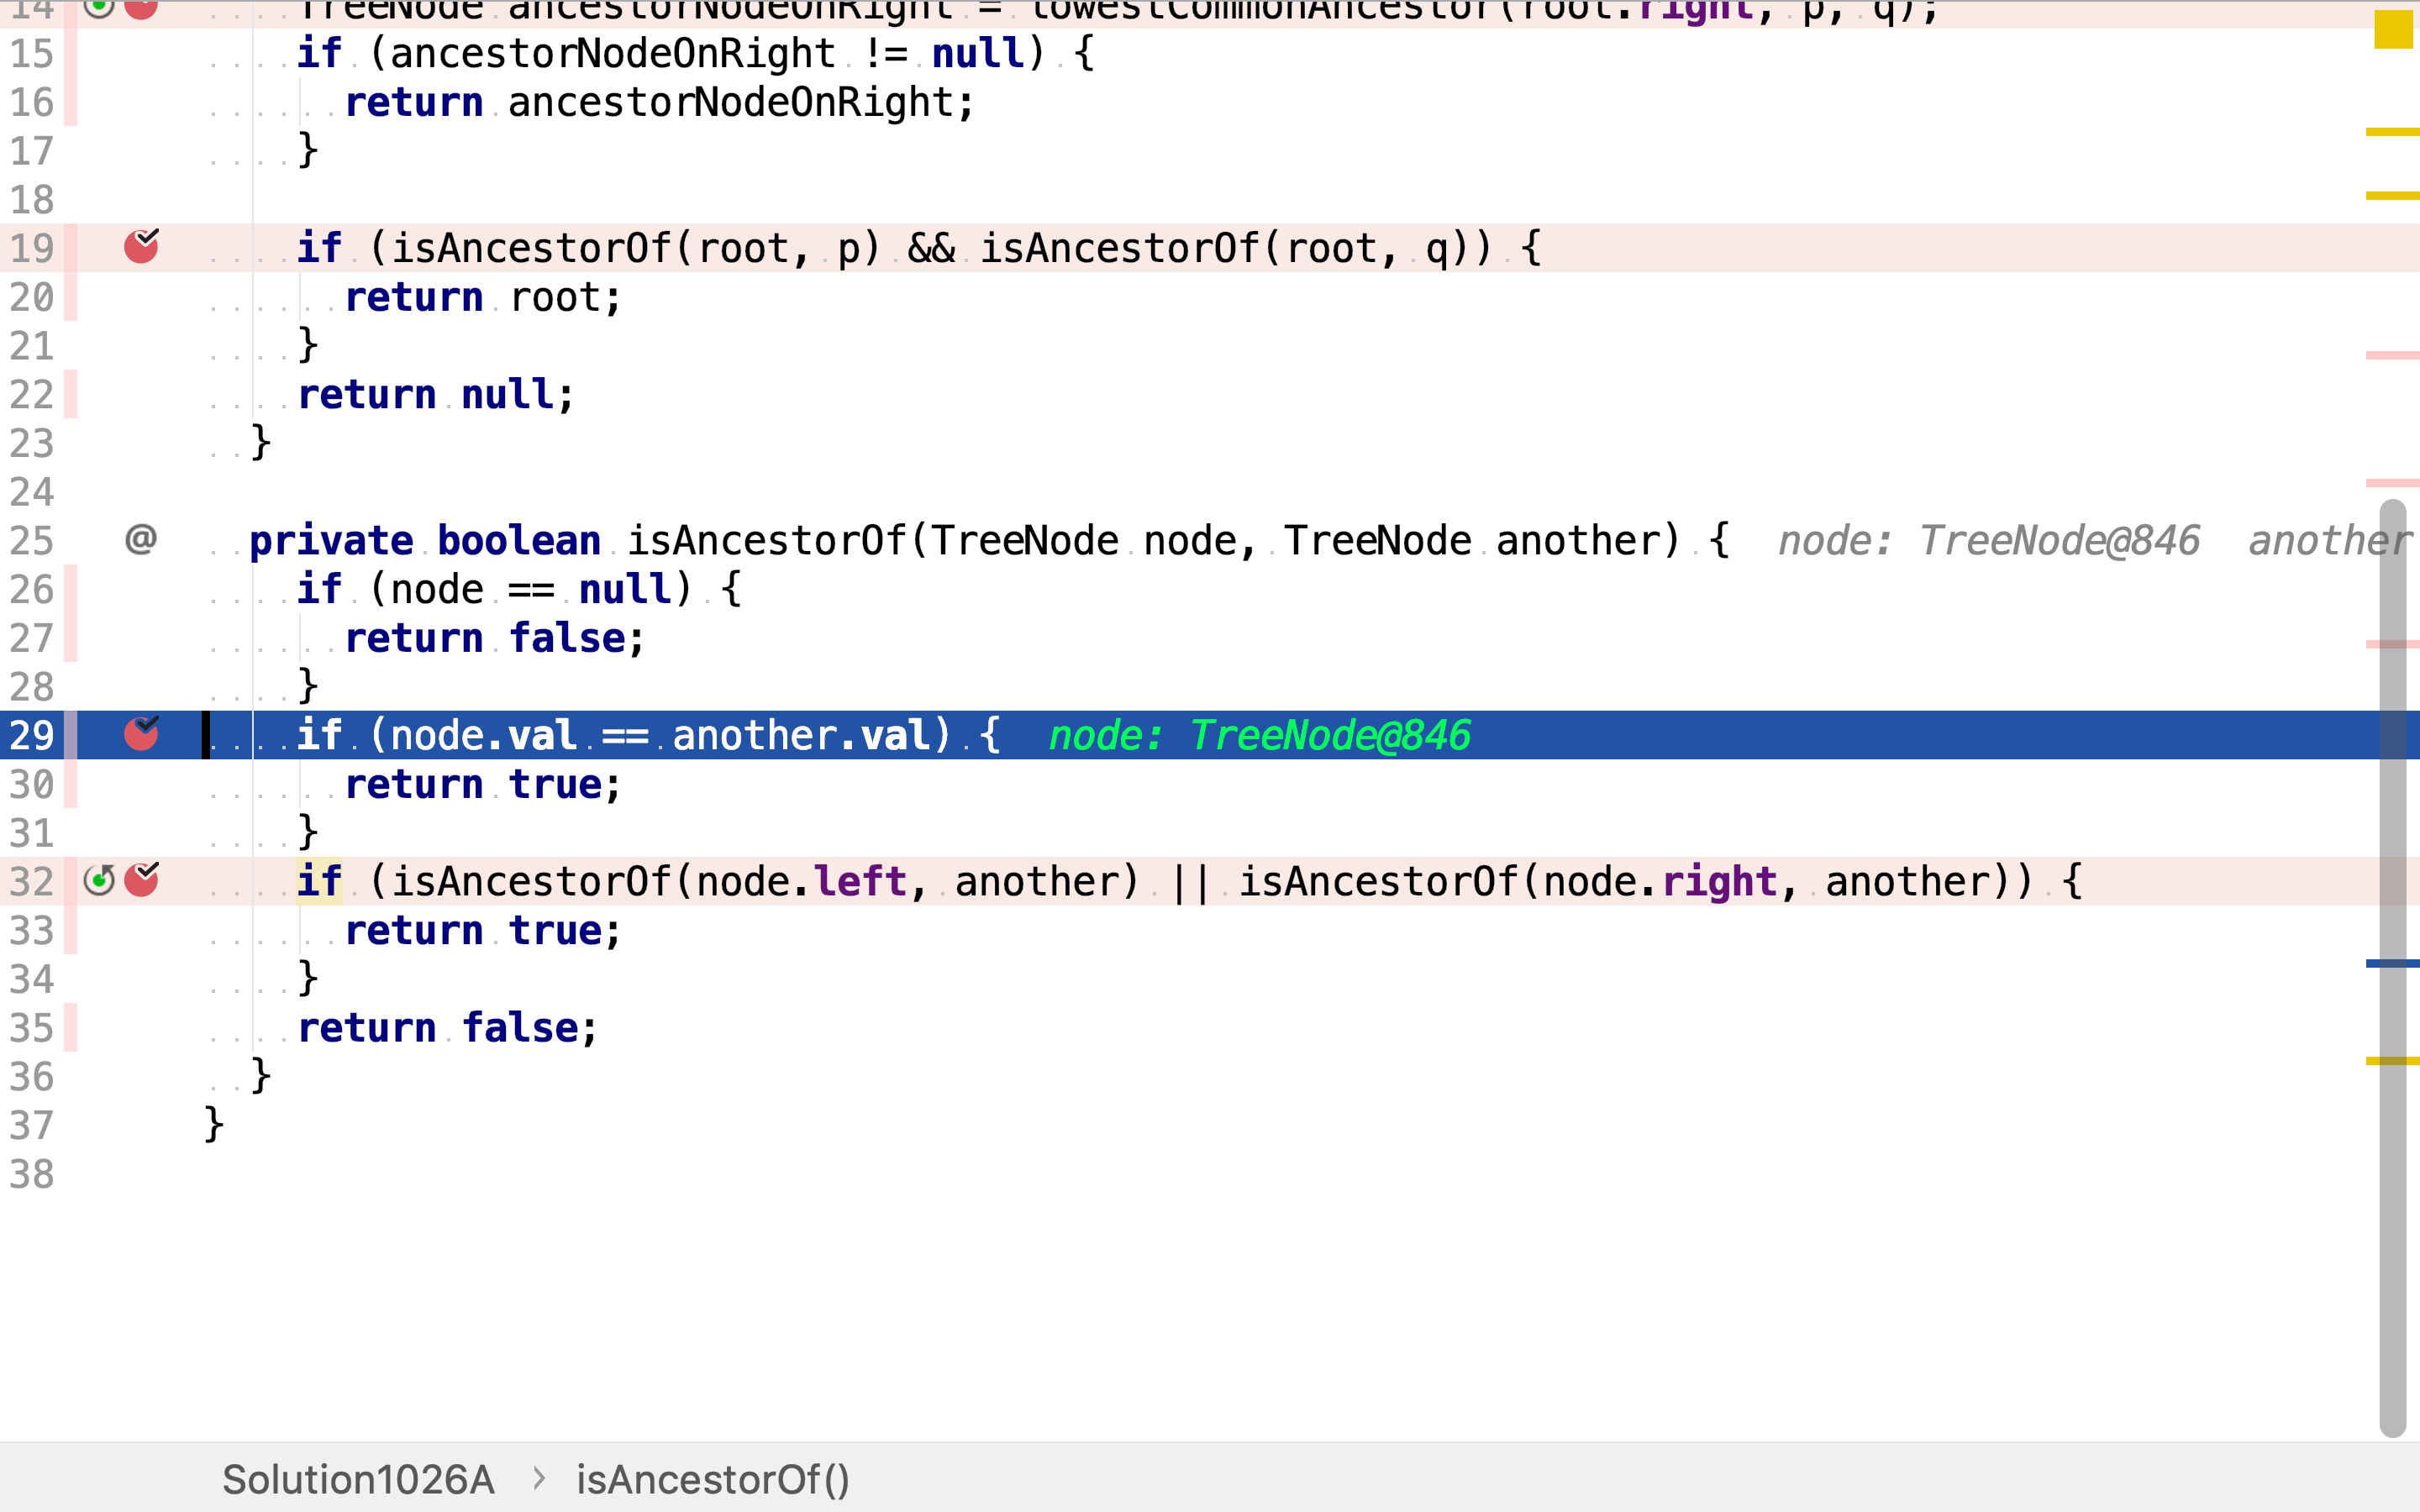 14 TreeNode ancestorNodeOnRight = lowestCommonAncestor(root.right, p, q);
15 if (ancestorNodeOnRight != null) {
16 return ancestorNodeOnRight;
17 }
18
19 if (isAncestorOf(root, p) && isAncestorOf(root, q)) {
20 return root;
21 }
22 return null;
23 }
24
25 @ private boolean isAncestorOf(TreeNode node, TreeNode another) { node: TreeNode@846 another
26 if (node == null) {
27 return false;
28 }
29 if (node.val == another.val) { node: TreeNode@846
30 return true;
31 }
32 if (isAncestorOf(node.left, another) || isAncestorOf(node.right, another)) {
33 return true;
34 }
35 return false;
36 }
37 }
38
Solution1026A > isAncestorOf()